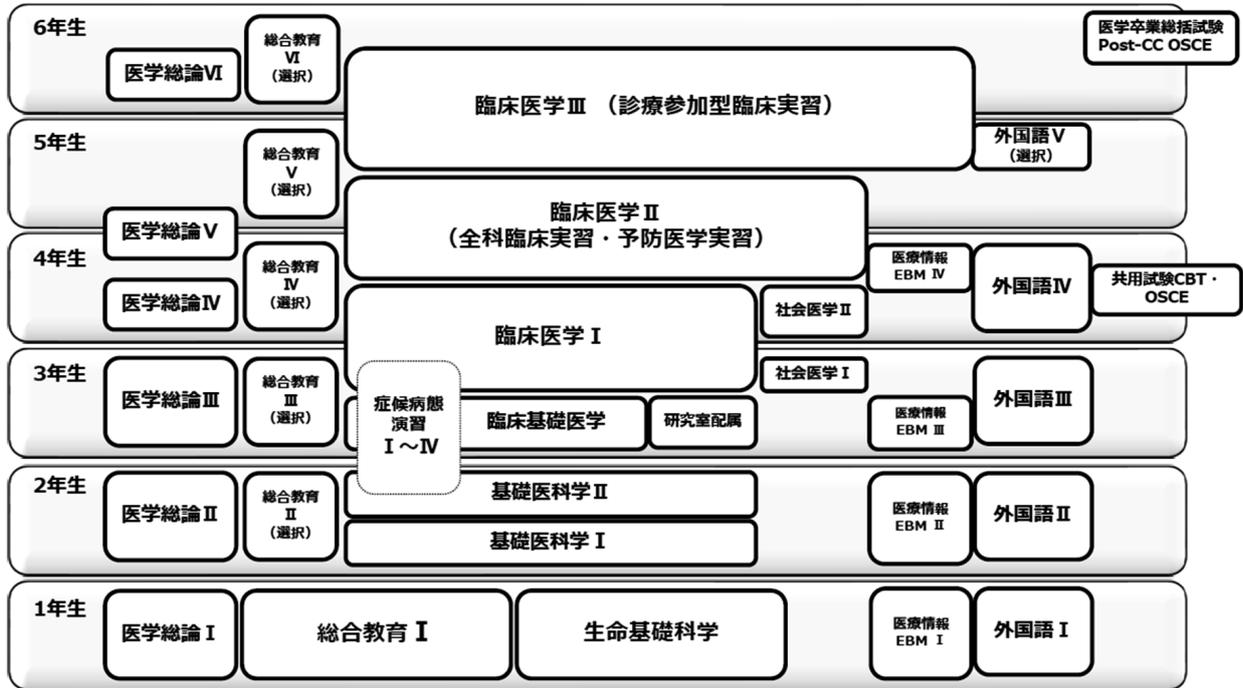 6年生
医学総論Ⅵ
総合教育
Ⅵ
（選択）
臨床医学Ⅲ （診療参加型臨床実習）
医学卒業総括試験
Post-CC OSCE
5年生
総合教育
Ⅴ
（選択）
外国語Ⅴ
（選択）
医学総論Ⅴ
臨床医学Ⅱ
（全科臨床実習・予防医学実習）
4年生
医学総論Ⅳ
総合教育
Ⅳ
（選択）
臨床医学Ⅰ
社会医学Ⅱ
医療情報
EBM Ⅳ
外国語Ⅳ
共用試験CBT・
OSCE
3年生
医学総論Ⅲ
総合教育
Ⅲ
（選択）
症候病態
演習
Ⅰ～Ⅳ
臨床基礎医学
研究室配属
社会医学Ⅰ
医療情報
EBM Ⅲ
外国語Ⅲ
2年生
医学総論Ⅱ
総合教育
Ⅱ
（選択）
基礎医科学Ⅱ
基礎医科学Ⅰ
医療情報
EBM Ⅱ
外国語Ⅱ
1年生
医学総論Ⅰ
総合教育Ⅰ
生命基礎科学
医療情報
EBM Ⅰ
外国語Ⅰ